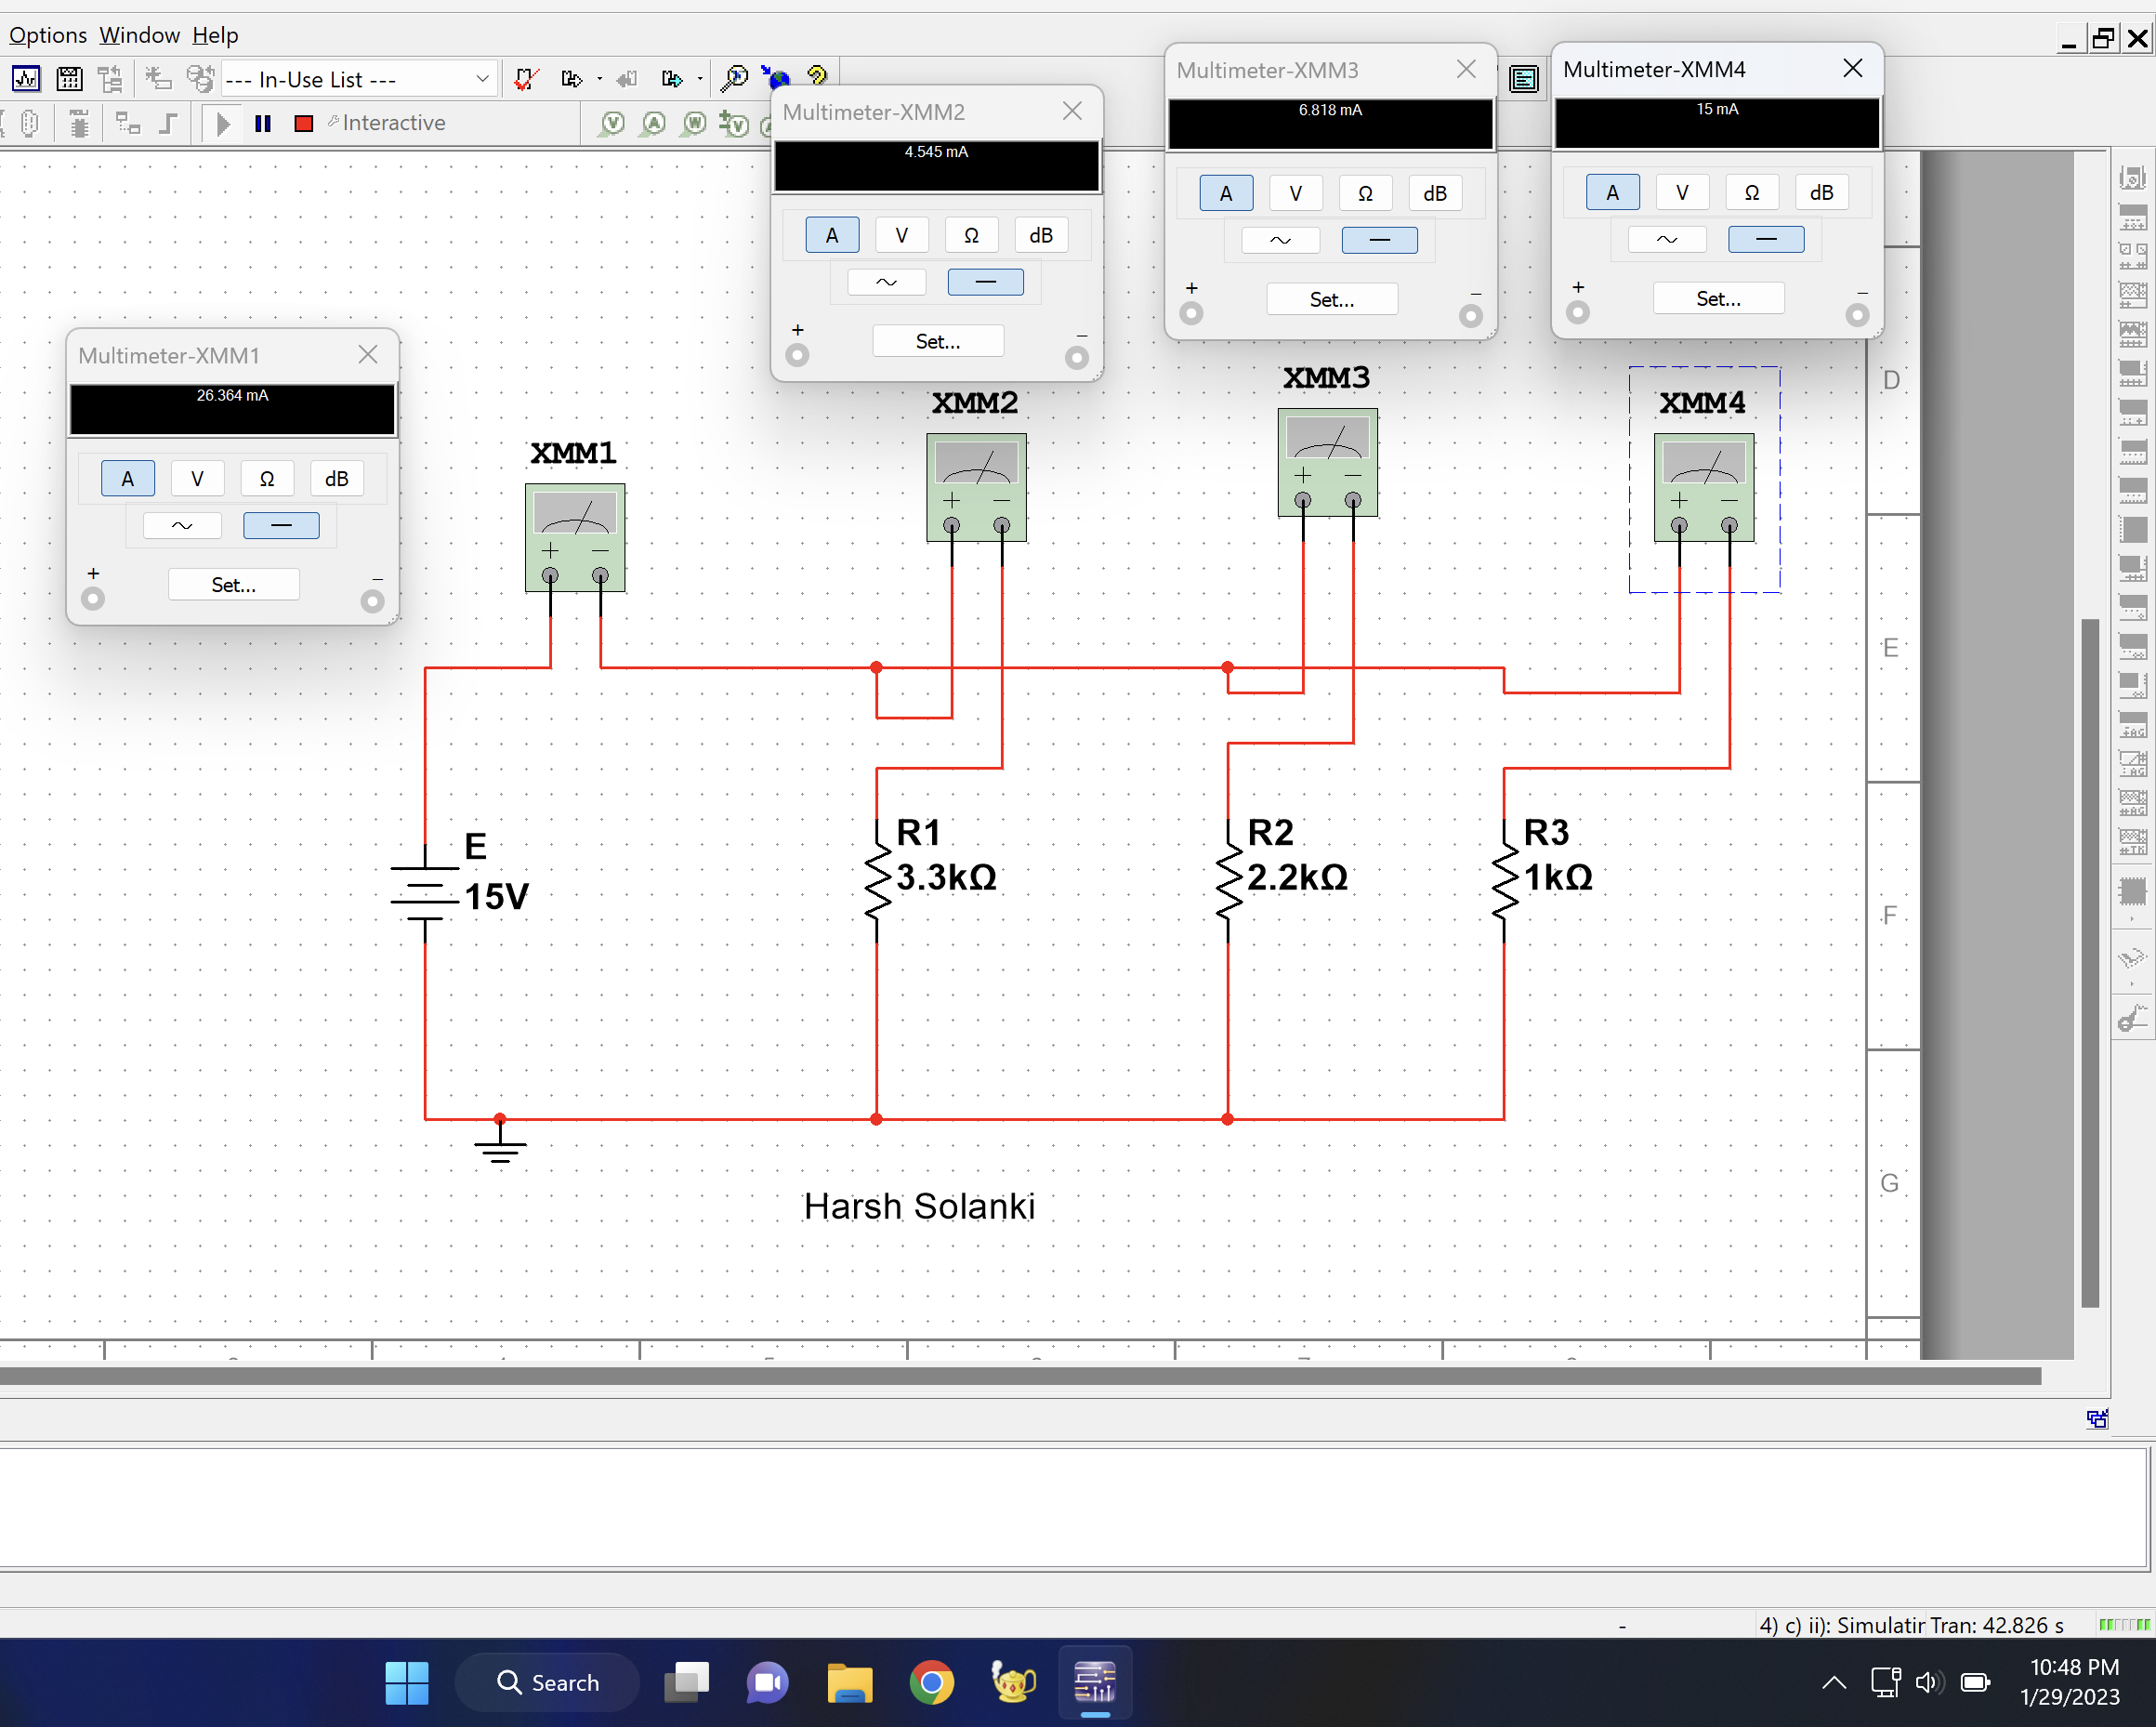 Options Window Help
--- In-Use List ---
Interactive
Multimeter-XMM1
26.364 mA
A V Ω dB
+ –
Set...
Multimeter-XMM2
4.545 mA
A V Ω dB
+ –
Set...
Multimeter-XMM3
6.818 mA
A V Ω dB
+ –
Set...
Multimeter-XMM4
15 mA
A V Ω dB
+ –
Set...
XMM1
XMM2
XMM3
XMM4
D
E
F
G
E
15V
R1
3.3kΩ
R2
2.2kΩ
R3
1kΩ
Harsh Solanki
- 4) c) ii): Simulatir Tran: 42.826 s
Search
10:48 PM
1/29/2023